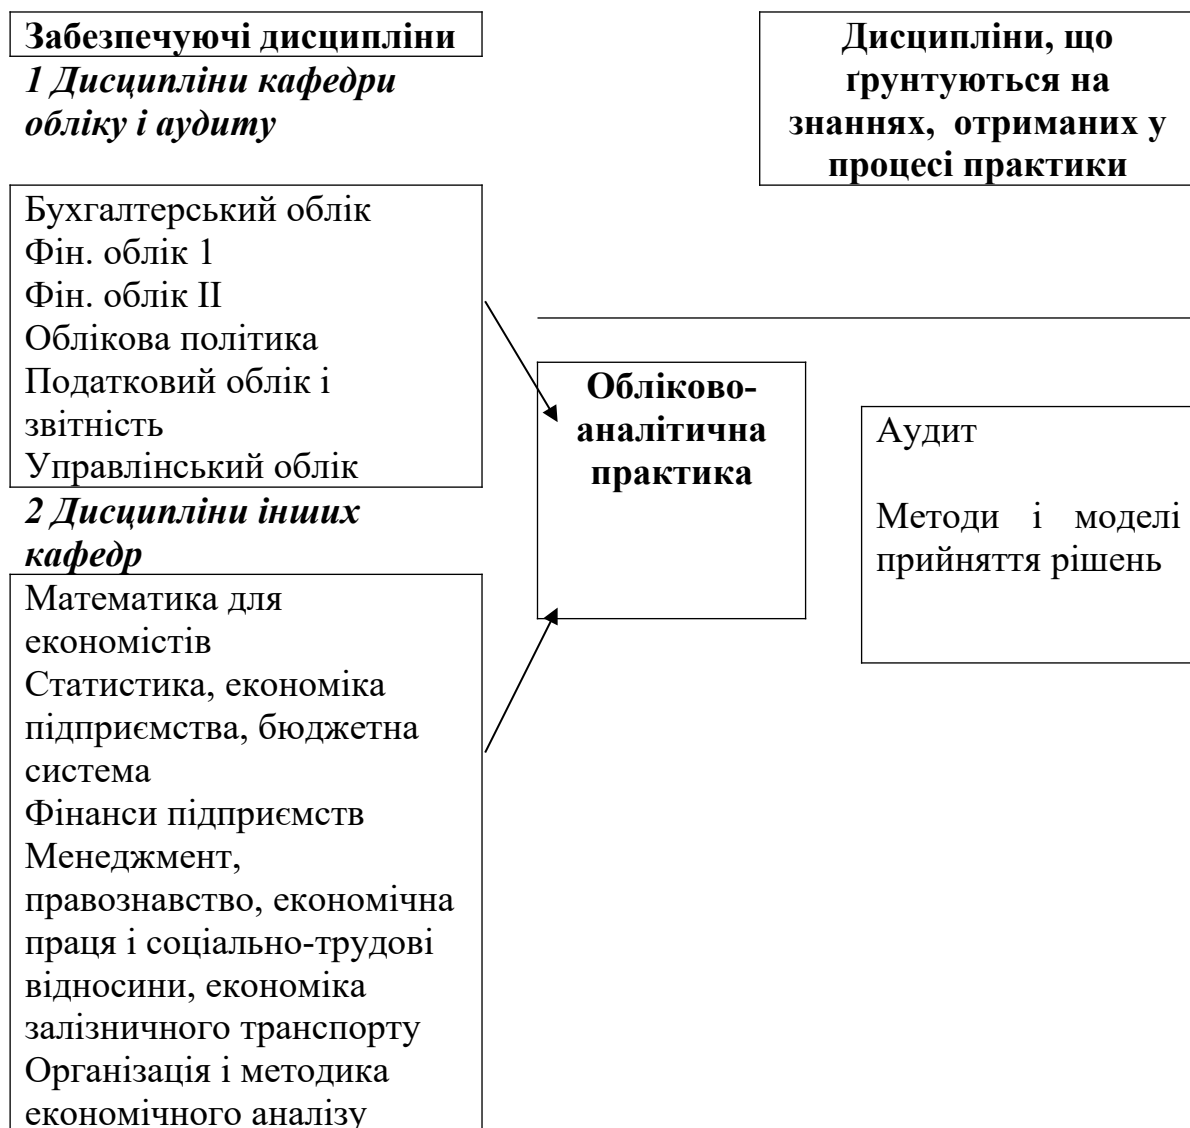 Забезпечуючі дисципліни
1 Дисципліни кафедри
обліку і аудиту
Дисципліни, що
ґрунтуються на
знаннях, отриманих у
процесі практики
Бухгалтерський облік
Фін. облік 1
Фін. облік ІІ
Облікова політика
Податковий облік і
звітність
Управлінський облік
2 Дисципліни інших
кафедр
Математика для
економістів
Статистика, економіка
підприємства, бюджетна
система
Фінанси підприємств
Менеджмент,
правознавство, економічна
праця і соціально-трудові
відносини, економіка
залізничного транспорту
Організація і методика
економічного аналізу
Обліково-
аналітична
практика
Аудит
Методи і моделі
прийняття рішень